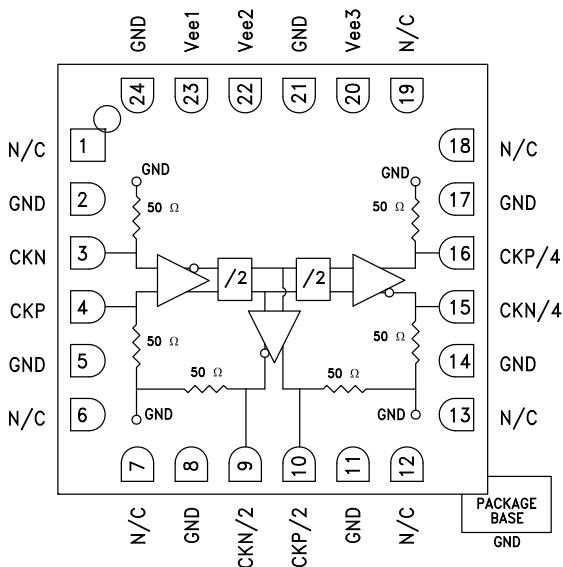 GND Vee1 Vee2 GND Vee3 N/C
24 23 22 21 20 19
N/C 1 18 N/C
GND GND
GND 2 17 GND
50 Ω 50 Ω
CKN 3 16 CKP/4
/2 /2
CKP 4 15 CKN/4
50 Ω 50 Ω
GND 5 14 GND
50 Ω 50 Ω
N/C 6 GND GND 13 N/C
7 8 9 10 11 12
N/C GND CKN/2 CKP/2 GND N/C
PACKAGE
BASE
GND